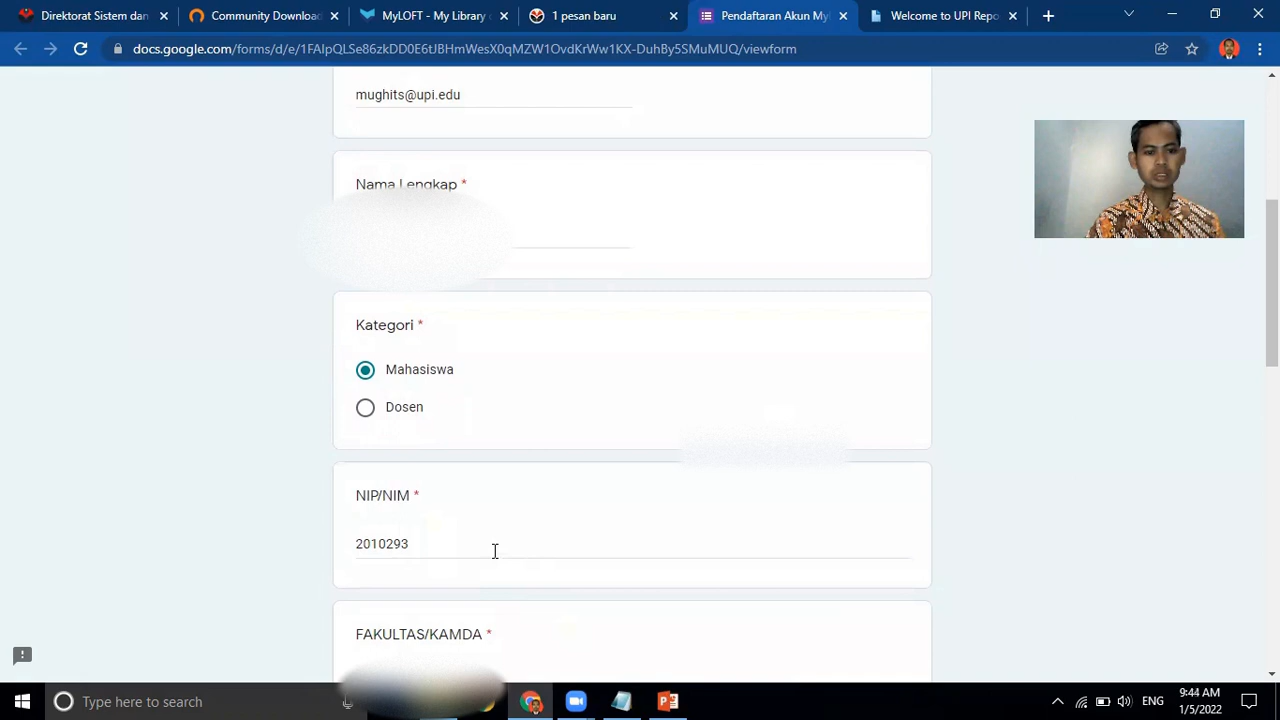 Direktorat Sistem dan
Community Download
MyLOFT - My Library
1 pesan baru
Pendaftaran Akun My
Welcome to UPI Repo
docs.google.com/forms/d/e/1FAIpQLSe86zkDD0E6tJBHmWesX0qMZW1OvdKrWw1KX-DuhBy5SMuMUQ/viewform
mughits@upi.edu
Nama Lengkap *
Kategori *
Mahasiswa
Dosen
NIP/NIM *
2010293
FAKULTAS/KAMDA *
Type here to search
ENG
9:44 AM
1/5/2022